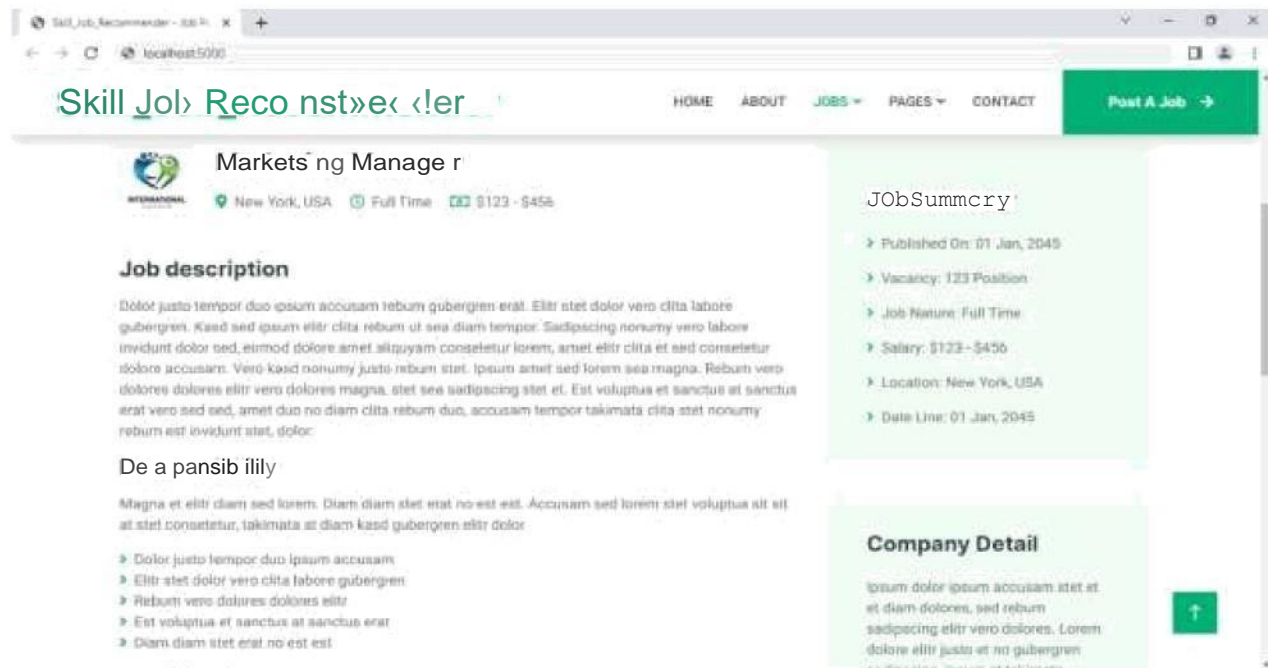 Skill_Job_Recommender - Job P
localhost:5000
Skill Jol› Reco nst»e‹ ‹!er
HOME ABOUT JOBS PAGES CONTACT Post A Job →
Markets ng Manage r
INTERNATIONAL
New York, USA Full Time $123 - $456
Job description
Dolor justo tempor duo ipsum accusam rebum gubergren erat. Elitr stet dolor vero clita labore
gubergren. Kasd sed ipsum elitr clita rebum ut sea diam tempor. Sadipscing nonumy vero labore
invidunt dolor sed, eirmod dolore amet aliquyam consetetur lorem, amet elitr clita et sed consetetur
dolore accusam. Vero kasd nonumy justo rebum stet. Ipsum amet sed lorem sea magna. Rebum vero
dolores dolores elitr vero dolores magna, stet sea sadipscing stet et. Est voluptua et sanctus at sanctus
erat vero sed sed, amet duo no diam clita rebum duo, accusam tempor takimata clita stet nonumy
rebum est invidunt stet, dolor.
De a pansib ilily
Magna et elitr diam sed lorem. Diam diam stet erat no est est. Accusam sed lorem stet voluptua sit sit
at stet consetetur, takimata at diam kasd gubergren elitr dolor
Dolor justo tempor duo ipsum accusam
Elitr stet dolor vero clita labore gubergren
Rebum vero dolores dolores elitr
Est voluptua et sanctus at sanctus erat
Diam diam stet erat no est est
JObSummcry
Published On: 01 Jan, 2045
Vacancy: 123 Position
Job Nature: Full Time
Salary: $123 - $456
Location: New York, USA
Date Line: 01 Jan, 2045
Company Detail
Ipsum dolor ipsum accusam stet et
et diam dolores, sed rebum
sadipscing elitr vero dolores. Lorem
dolore elitr justo et no gubergren